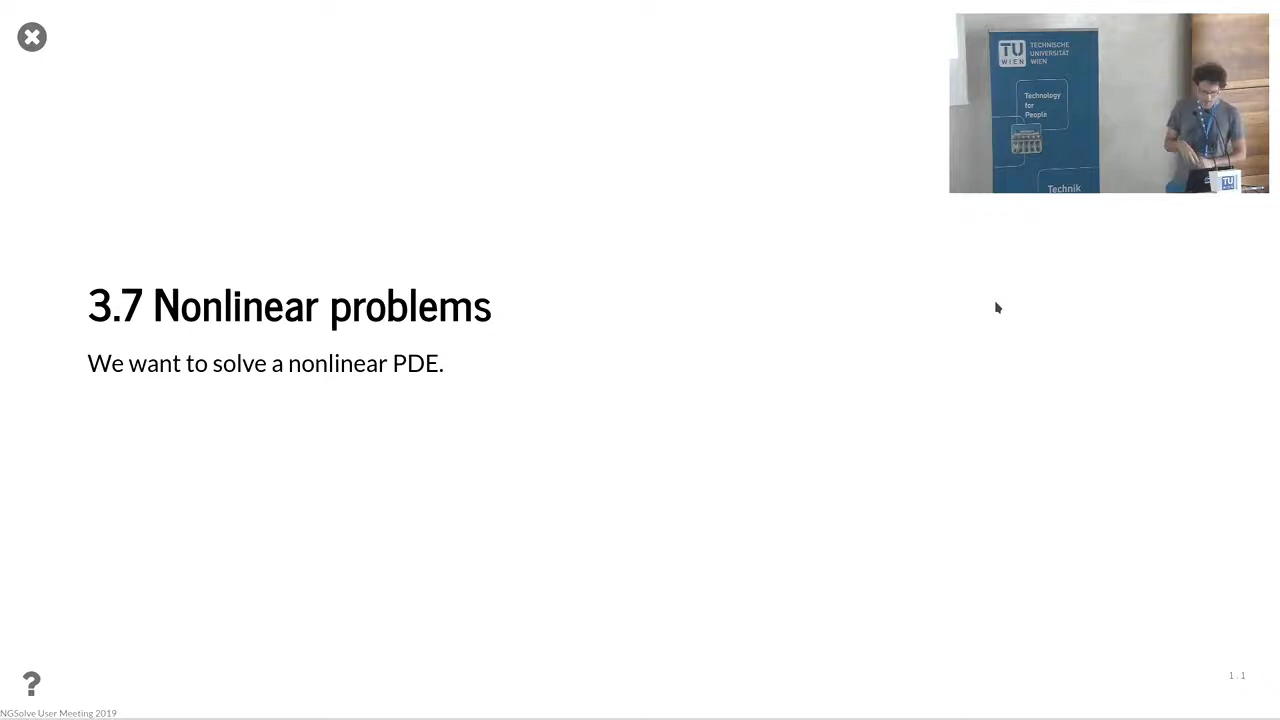 TU
WIEN
TECHNISCHE
UNIVERSITÄT
WIEN
Technology
for
People
Technik
TU
3.7 Nonlinear problems
We want to solve a nonlinear PDE.
?
1.1
NGSolve User Meeting 2019